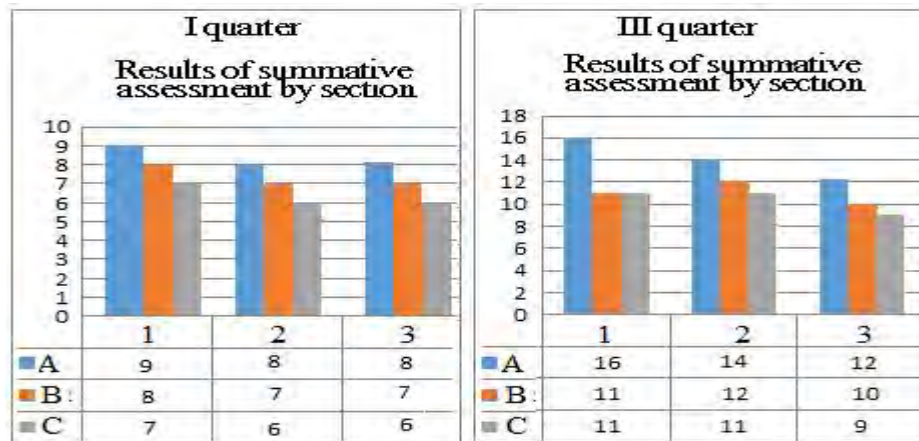 I quarter
Results of summative
assessment by section
10
9
8
7
6
5
4
3
2
1
0
1 2 3
A 9 8 8
B : 8 7 7
C 7 6 6
III quarter
Results of summative
assessment by section
18
16
14
12
10
8
6
4
2
0
1 2 3
A 16 14 12
B : 11 12 10
C 11 11 9